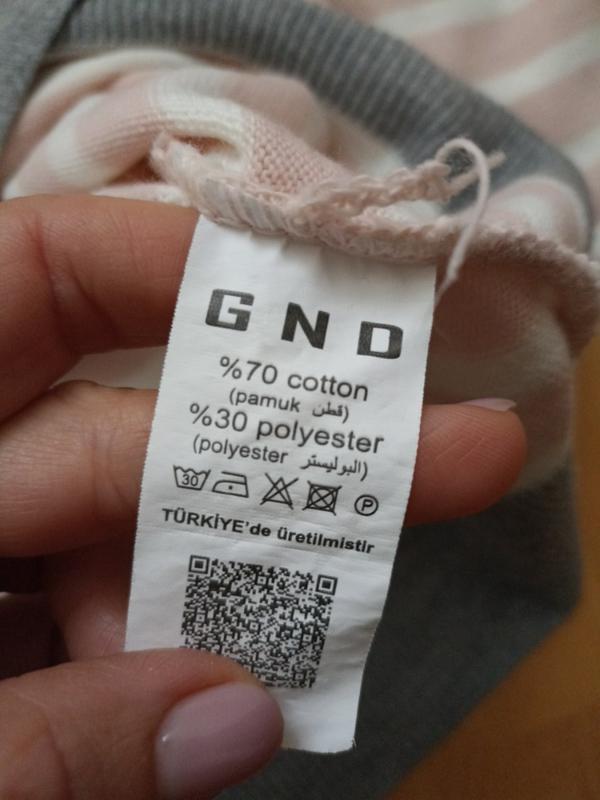 GND
%70 cotton
(pamuk قطن)
%30 polyester
(polyester البوليستر)
30 P
TÜRKİYE'de üretilmistir